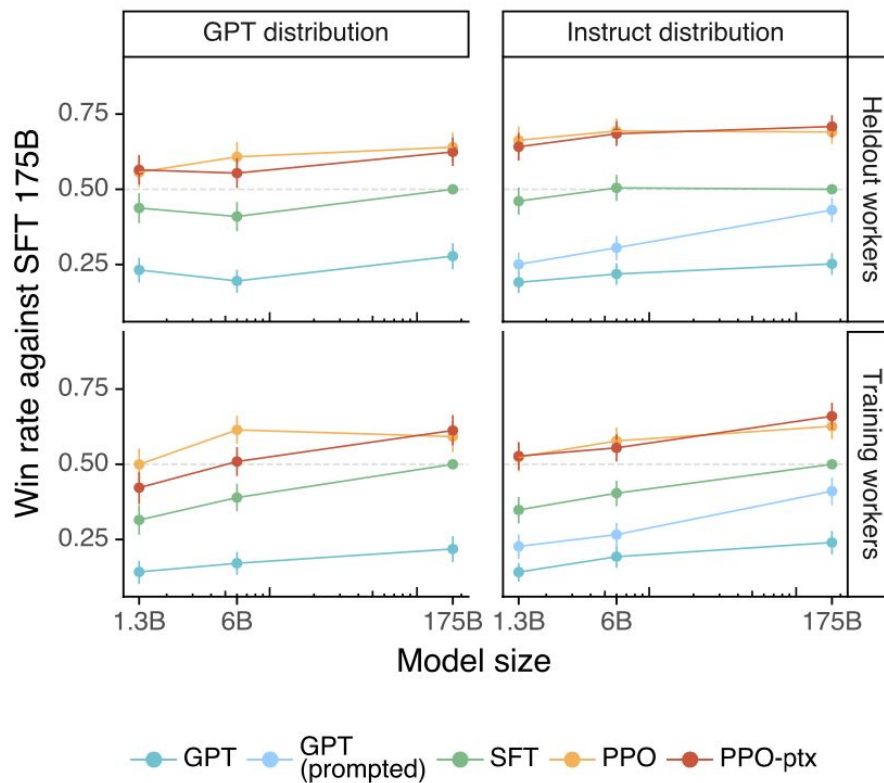 GPT distribution
Instruct distribution
Win rate against SFT 175B
0.75
0.50
0.25
Heldout workers
0.75
0.50
0.25
Training workers
1.3B 6B 175B
1.3B 6B 175B
Model size
GPT
GPT
(prompted)
SFT
PPO
PPO-ptx